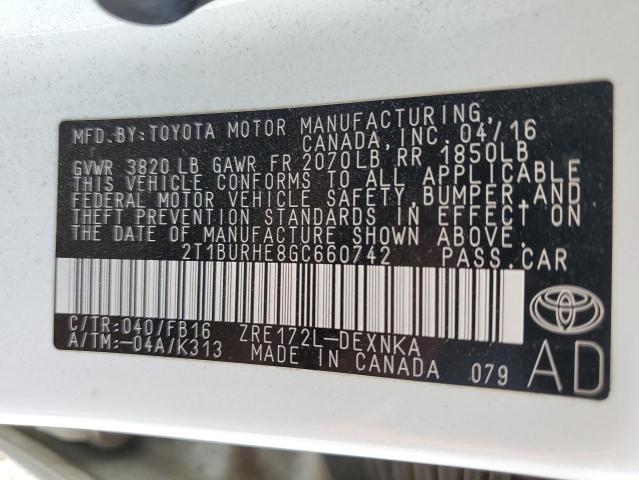 MFD.BY:TOYOTA MOTOR MANUFACTURING,
CANADA,INC. 04/16
GVWR 3820LB GAWR FR 2070LB RR 1850LB
THIS VEHICLE CONFORMS TO ALL APPLICABLE
FEDERAL MOTOR VEHICLE SAFETY,BUMPER,AND
THEFT PREVENTION STANDARDS IN EFFECT ON
THE DATE OF MANUFACTURE SHOWN ABOVE.
2T1BURHE8GC660742 PASS.CAR
C/TR:040/FB16 ZRE172L-DEXNKA
A/TM:-04A/K313 MADE IN CANADA 079
AD